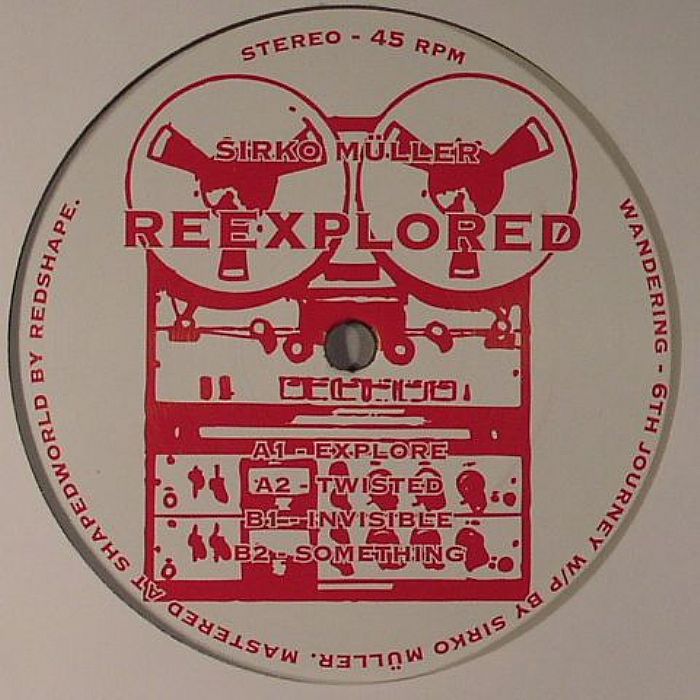 STEREO - 45 RPM
SIRKO MÜLLER
REEXPLORED
A1 - EXPLORE
A2 - TWISTED
B1 - INVISIBLE
B2 - SOMETHING
WANDERING - 6TH JOURNEY W/P BY SIRKO MÜLLER. MASTERED AT SHAPEDWORLD BY REDSHAPE.